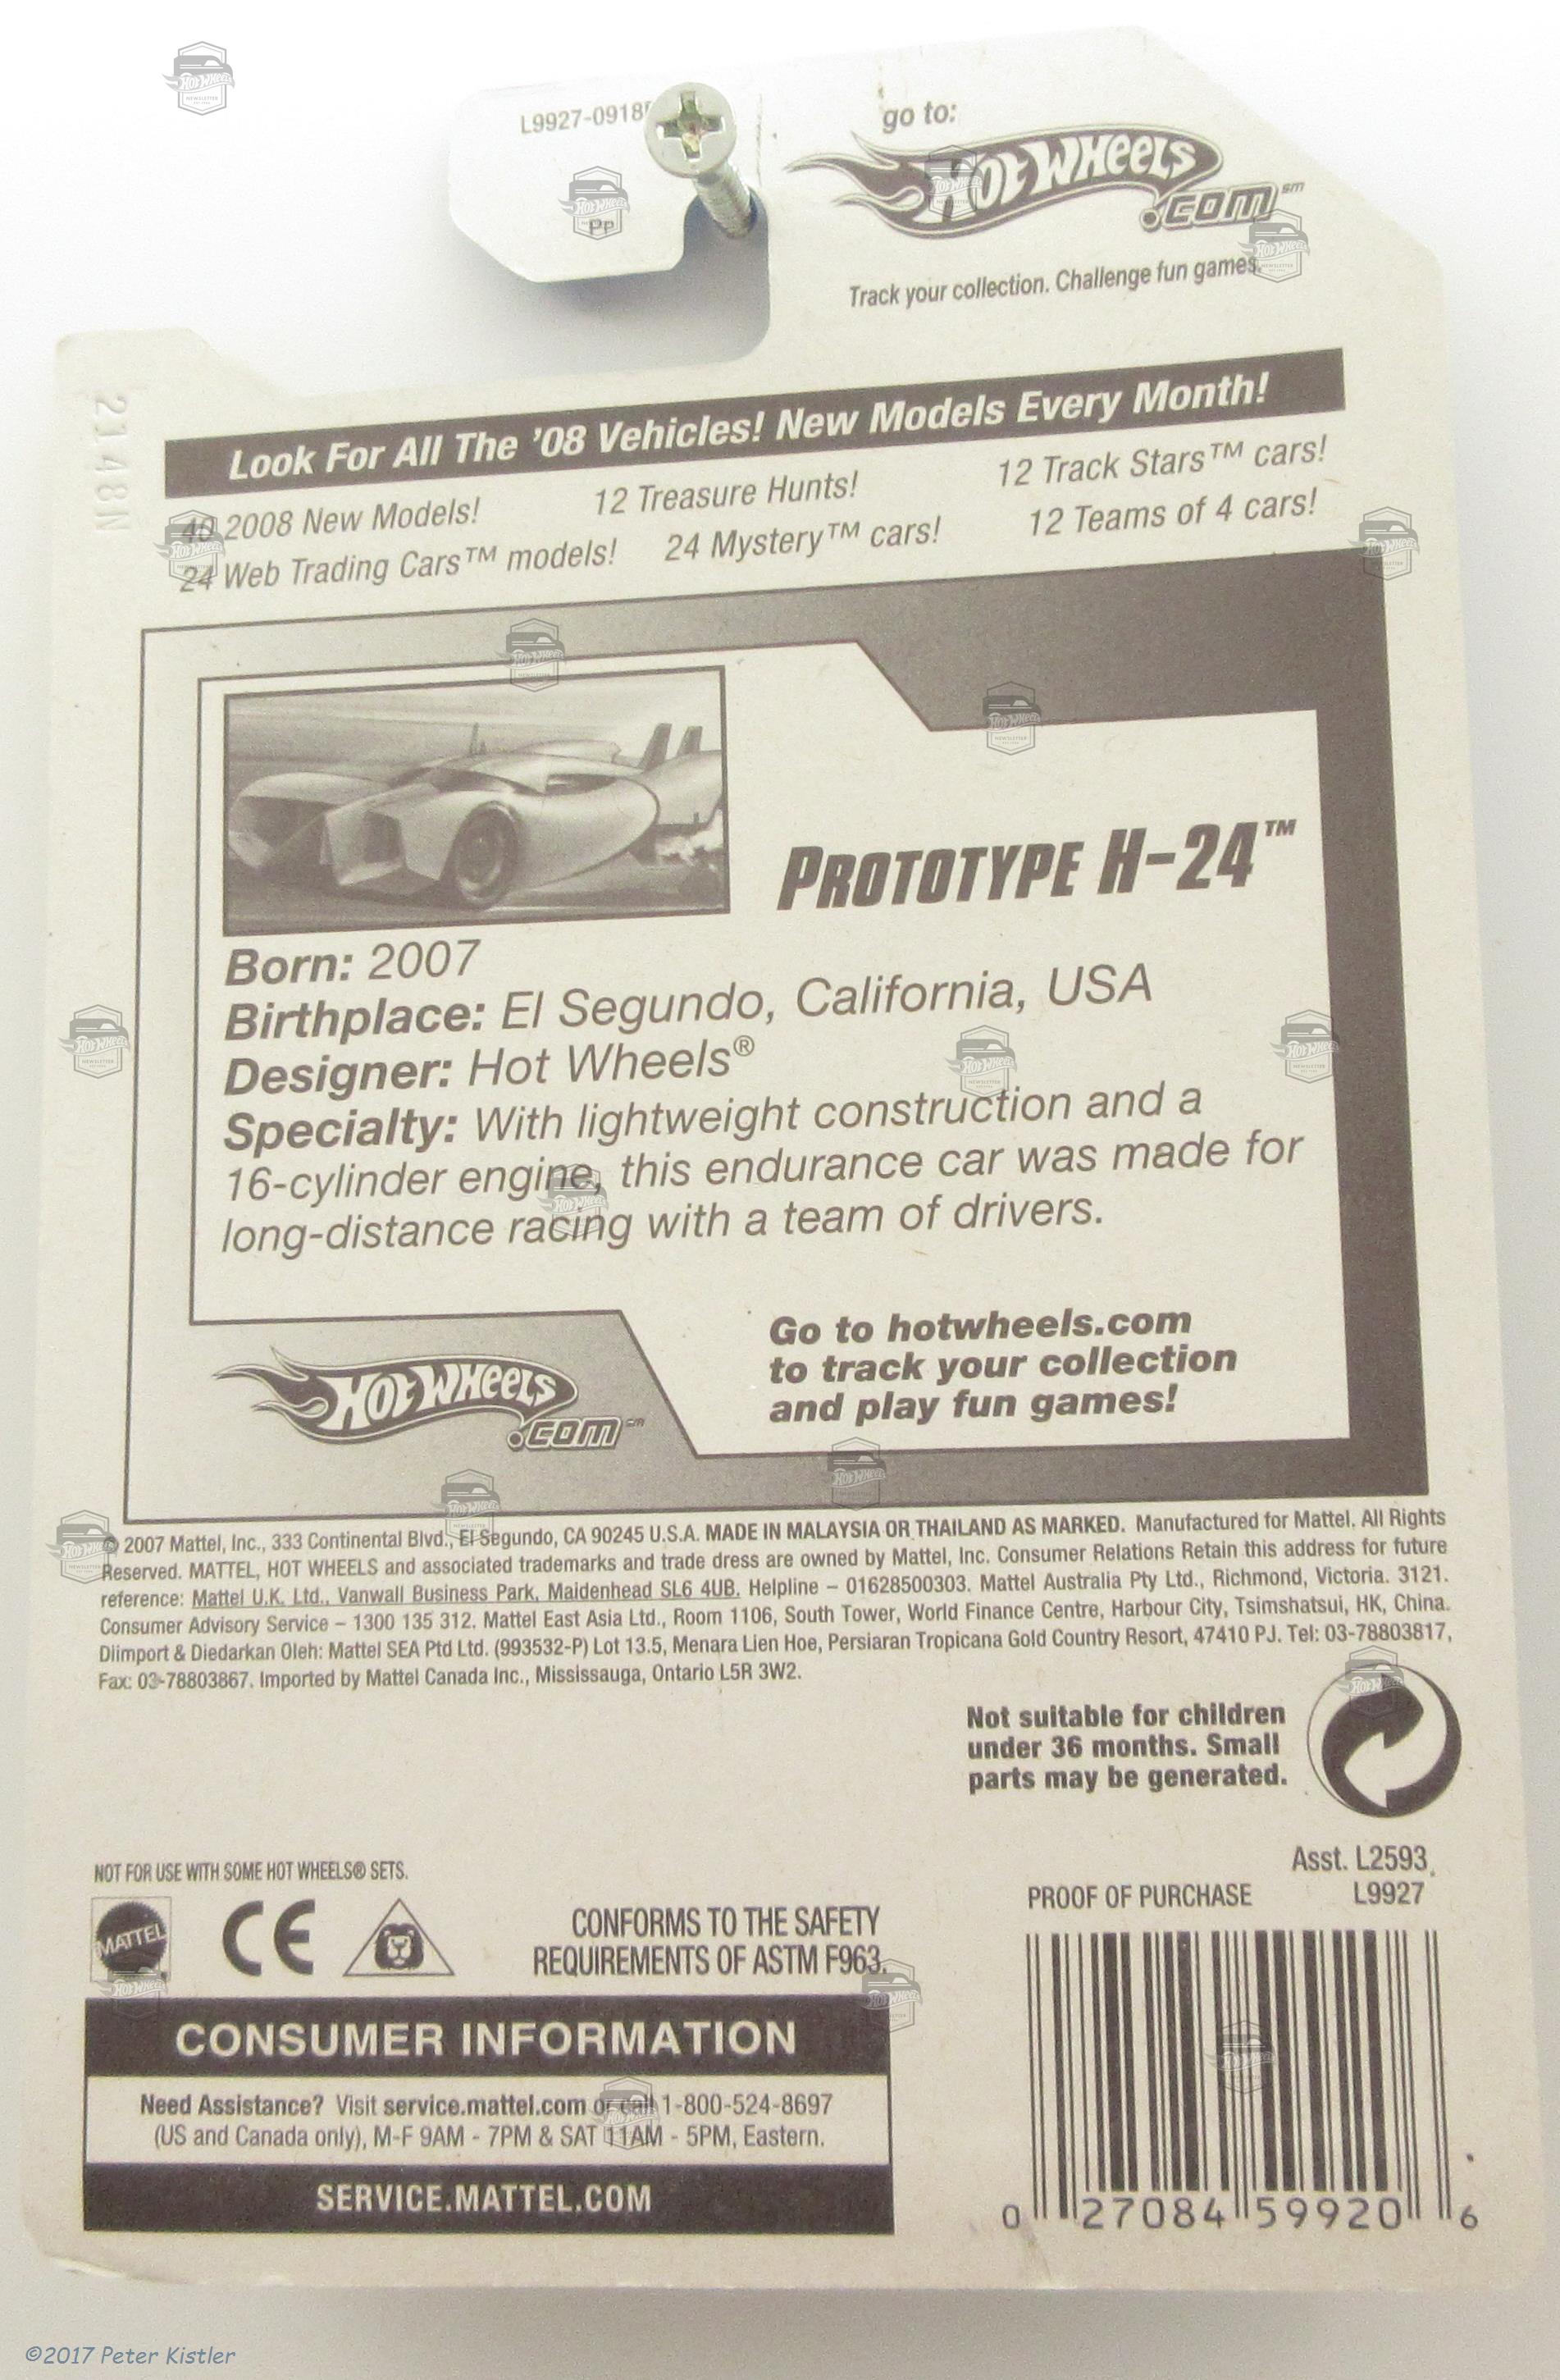 L9927-0918
Pp
go to:
HOT WHEELS
.com℠
Track your collection. Challenge fun games.
2148N
Look For All The '08 Vehicles! New Models Every Month!
40 2008 New Models! 12 Treasure Hunts! 12 Track Stars™ cars!
24 Web Trading Cars™ models! 24 Mystery™ cars! 12 Teams of 4 cars!
PROTOTYPE H-24™
Born: 2007
Birthplace: El Segundo, California, USA
Designer: Hot Wheels®
Specialty: With lightweight construction and a
16-cylinder engine, this endurance car was made for
long-distance racing with a team of drivers.
HOT WHEELS
.com℠
Go to hotwheels.com
to track your collection
and play fun games!
© 2007 Mattel, Inc., 333 Continental Blvd., El Segundo, CA 90245 U.S.A. MADE IN MALAYSIA OR THAILAND AS MARKED. Manufactured for Mattel. All Rights
Reserved. MATTEL, HOT WHEELS and associated trademarks and trade dress are owned by Mattel, Inc. Consumer Relations Retain this address for future
reference: Mattel U.K. Ltd., Vanwall Business Park, Maidenhead SL6 4UB. Helpline – 01628500303. Mattel Australia Pty Ltd., Richmond, Victoria. 3121.
Consumer Advisory Service – 1300 135 312. Mattel East Asia Ltd., Room 1106, South Tower, World Finance Centre, Harbour City, Tsimshatsui, HK, China.
Diimport & Diedarkan Oleh: Mattel SEA Ptd Ltd. (993532-P) Lot 13.5, Menara Lien Hoe, Persiaran Tropicana Gold Country Resort, 47410 PJ. Tel: 03-78803817,
Fax: 03-78803867. Imported by Mattel Canada Inc., Mississauga, Ontario L5R 3W2.
Not suitable for children
under 36 months. Small
parts may be generated.
NOT FOR USE WITH SOME HOT WHEELS® SETS.
MATTEL
CE
CONFORMS TO THE SAFETY
REQUIREMENTS OF ASTM F963.
Asst. L2593
PROOF OF PURCHASE L9927
CONSUMER INFORMATION
Need Assistance? Visit service.mattel.com or call 1-800-524-8697
(US and Canada only), M-F 9AM - 7PM & SAT 11AM - 5PM, Eastern.
SERVICE.MATTEL.COM
0 27084 59920 6
©2017 Peter Kistler